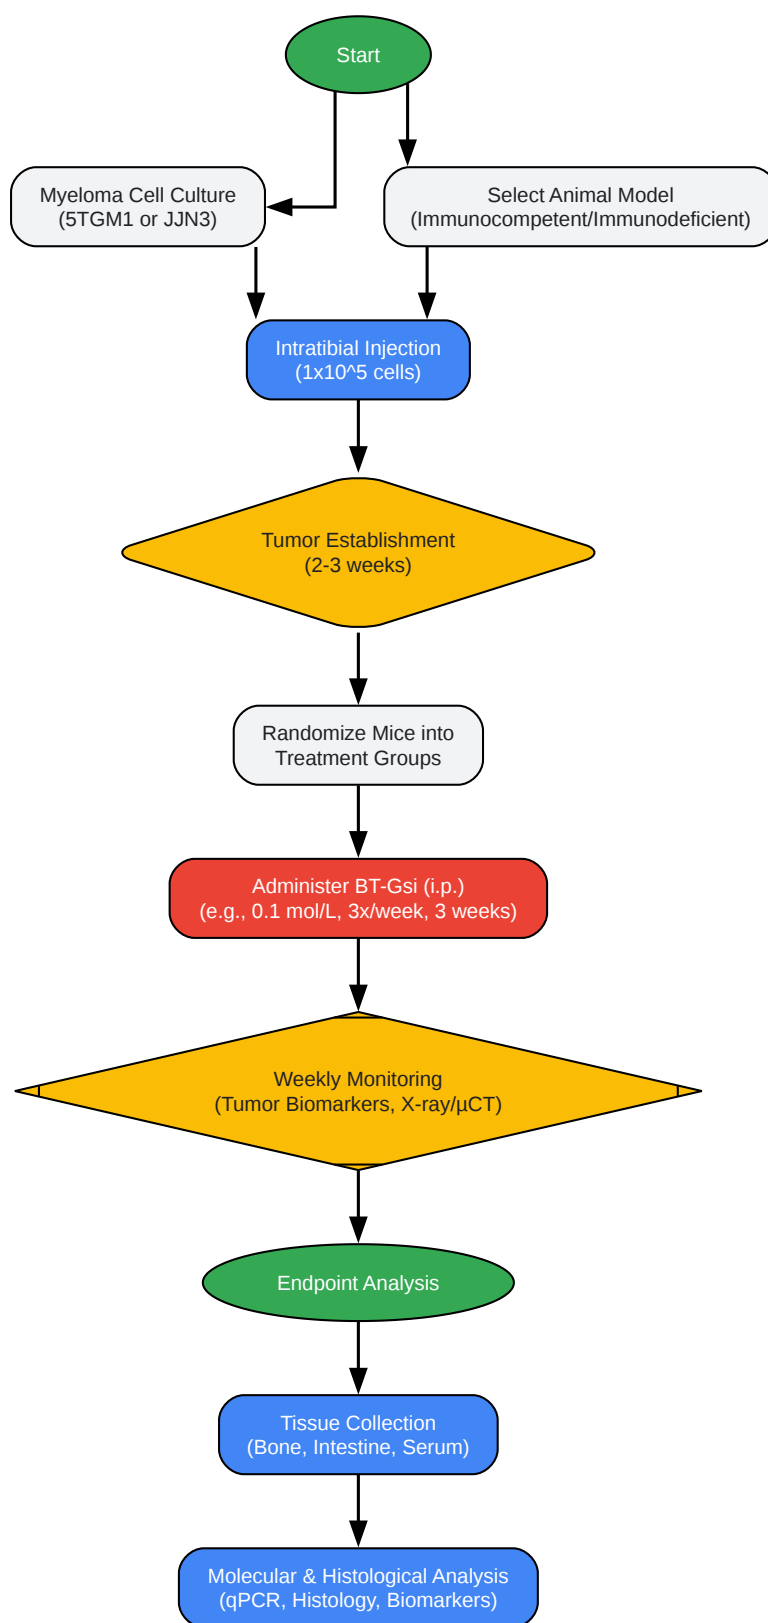 Start
Myeloma Cell Culture
(5TGM1 or JJN3)
Select Animal Model
(Immunocompetent/Immunodeficient)
Intratibial Injection
(1x10^5 cells)
Tumor Establishment
(2-3 weeks)
Randomize Mice into
Treatment Groups
Administer BT-Gsi (i.p.)
(e.g., 0.1 mol/L, 3x/week, 3 weeks)
Weekly Monitoring
(Tumor Biomarkers, X-ray/µCT)
Endpoint Analysis
Tissue Collection
(Bone, Intestine, Serum)
Molecular & Histological Analysis
(qPCR, Histology, Biomarkers)